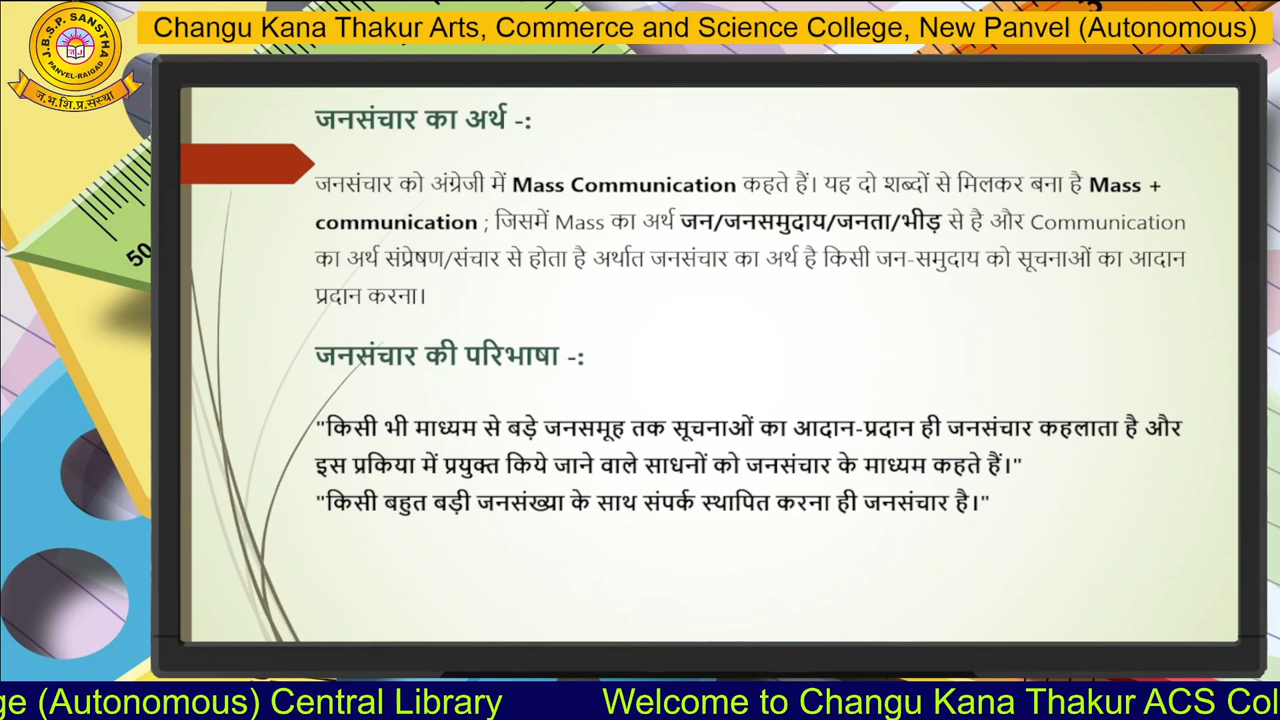 Changu Kana Thakur Arts, Commerce and Science College, New Panvel (Autonomous)
J.B.S.P. SANSTHA
PANVEL-RAIGAD
ज.भ.शि.प्र.संस्था
50
जनसंचार का अर्थ -:
जनसंचार को अंग्रेजी में Mass Communication कहते हैं। यह दो शब्दों से मिलकर बना है Mass +
communication ; जिसमें Mass का अर्थ जन/जनसमुदाय/जनता/भीड़ से है और Communication
का अर्थ संप्रेषण/संचार से होता है अर्थात जनसंचार का अर्थ है किसी जन-समुदाय को सूचनाओं का आदान
प्रदान करना।
जनसंचार की परिभाषा -:
"किसी भी माध्यम से बड़े जनसमूह तक सूचनाओं का आदान-प्रदान ही जनसंचार कहलाता है और
इस प्रकिया में प्रयुक्त किये जाने वाले साधनों को जनसंचार के माध्यम कहते हैं।"
"किसी बहुत बड़ी जनसंख्या के साथ संपर्क स्थापित करना ही जनसंचार है।"
ge (Autonomous) Central Library Welcome to Changu Kana Thakur ACS Col